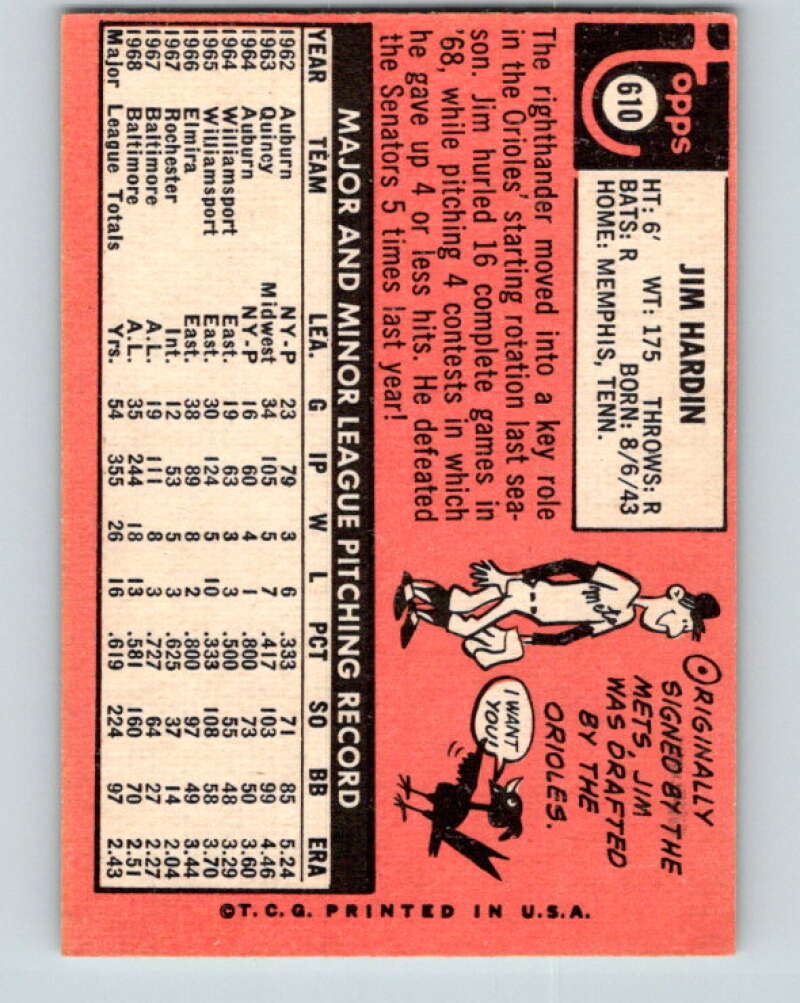 Topps
610
JIM HARDIN
HT: 6' WT: 175 THROWS: R
BATS: R BORN: 8/6/43
HOME: MEMPHIS, TENN.
The righthander moved into a key role
in the Orioles' starting rotation last sea-
son. Jim hurled 16 complete games in
'68, while pitching 4 contests in which
he gave up 4 or less hits. He defeated
the Senators 5 times last year!
ORIGINALLY
SIGNED BY THE
METS, JIM
WAS DRAFTED
BY THE
ORIOLES.
mets
I WANT
YOU!
MAJOR AND MINOR LEAGUE PITCHING RECORD
YEAR TEAM LEA. G IP W L PCT SO BB ERA
1962 Auburn NY-P 23 79 3 6 .333 71 85 5.24
1963 Quincy Midwest 34 105 5 7 .417 103 99 4.46
1964 Auburn NY-P 16 60 4 1 .800 73 50 3.60
1964 Williamsport East. 19 63 3 3 .500 55 48 3.29
1965 Williamsport East. 30 124 5 10 .333 108 58 3.70
1966 Elmira East. 38 89 8 2 .800 97 49 3.44
1967 Rochester Int. 12 53 5 3 .625 37 14 2.04
1967 Baltimore A.L. 19 111 8 3 .727 64 27 2.27
1968 Baltimore A.L. 35 244 18 13 .581 160 70 2.51
Major League Totals Yrs. 54 355 26 16 .619 224 97 2.43
©T.C.G. PRINTED IN U.S.A.